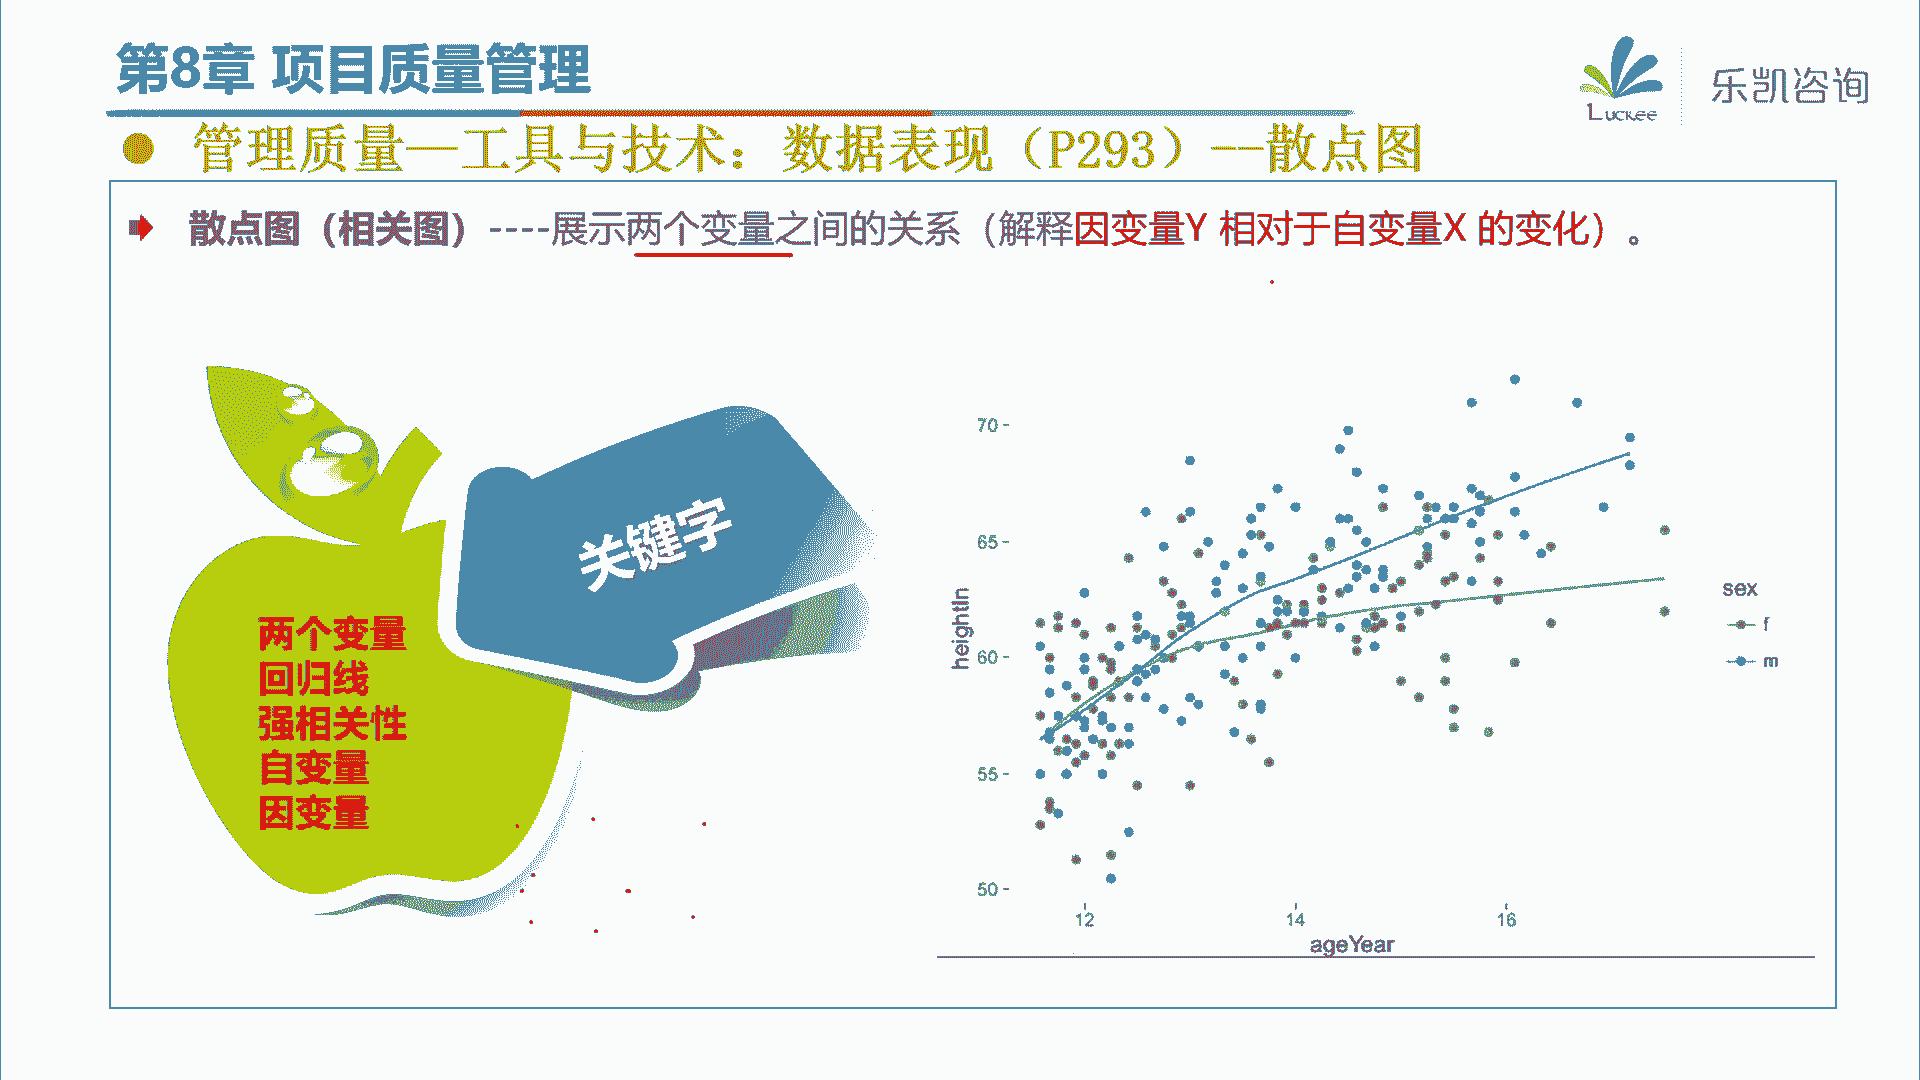 第8章 项目质量管理
Luckee
乐凯咨询
管理质量—工具与技术：数据表现（P293）—--散点图
散点图（相关图）----展示两个变量之间的关系（解释因变量Y 相对于自变量X 的变化）。
关键字
两个变量
回归线
强相关性
自变量
因变量
70
65
60
55
50
heightIn
12
14
16
ageYear
sex
f
m